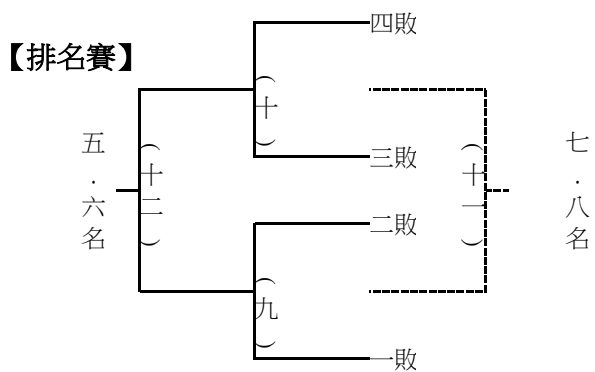 【排名賽】
四敗
（十）
三敗
五．六名
（十二）
（十一）
七．八名
二敗
（九）
一敗